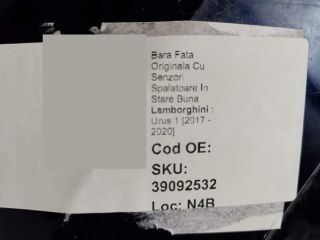 Bara Fata
Originala Cu
Senzori
Spalatoare In
Stare Buna
Lamborghini :
Urus 1 [2017 -
2020]
Cod OE:
SKU:
39092532
Loc: N4B